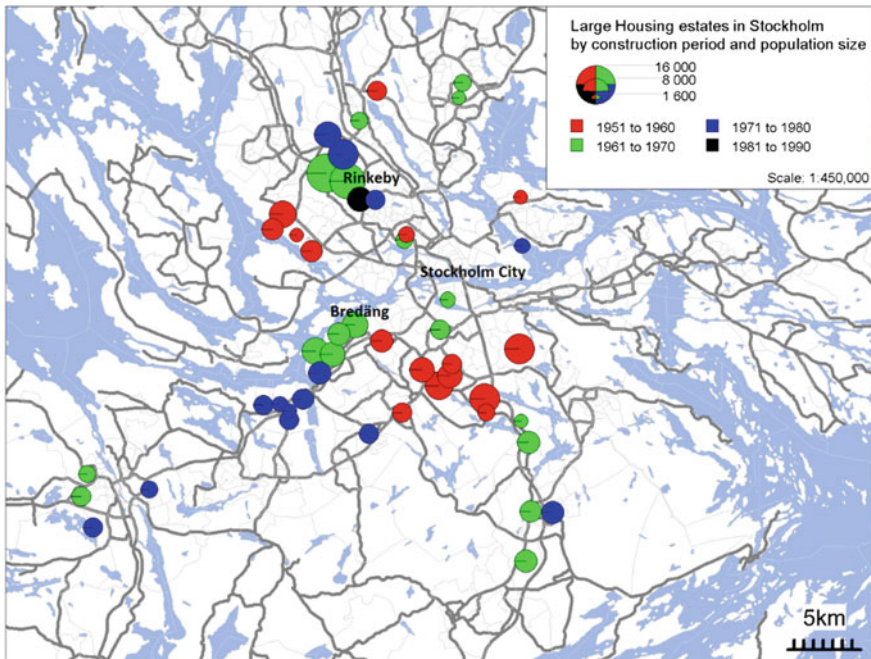 Large Housing estates in Stockholm
by construction period and population size
16 000
8 000
1 600
1951 to 1960
1971 to 1980
1961 to 1970
1981 to 1990
Scale: 1:450,000
Rinkeby
Stockholm City
Bredäng
5km